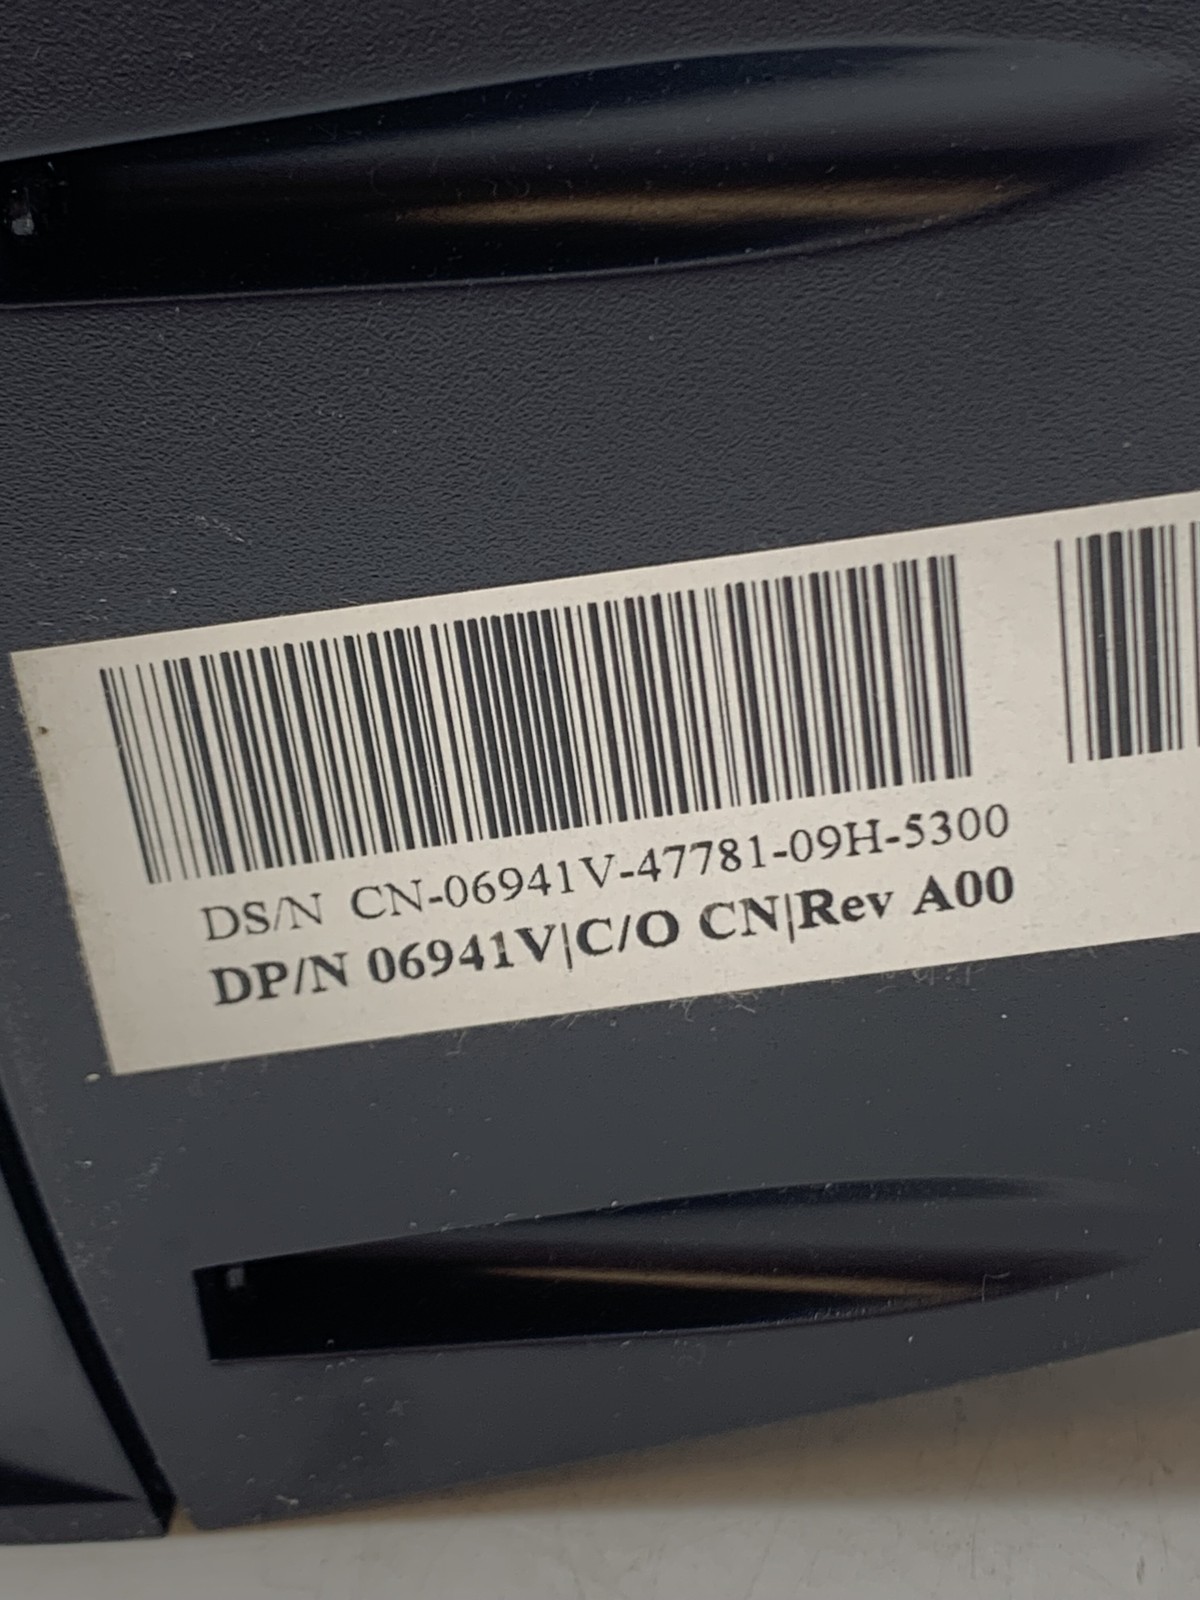 DS/N CN-06941V-47781-09H-5300
DP/N 06941V|C/O CN|Rev A00